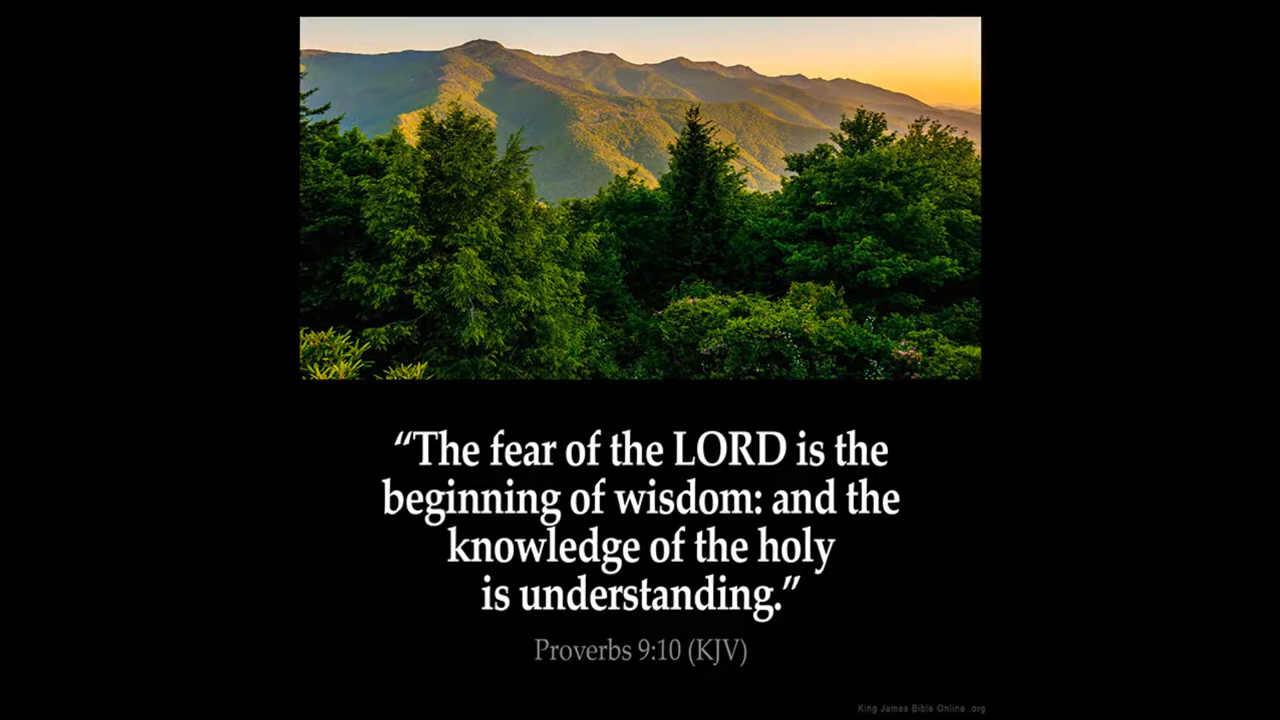 “The fear of the LORD is the
beginning of wisdom: and the
knowledge of the holy
is understanding.”
Proverbs 9:10 (KJV)
King James Bible Online .org